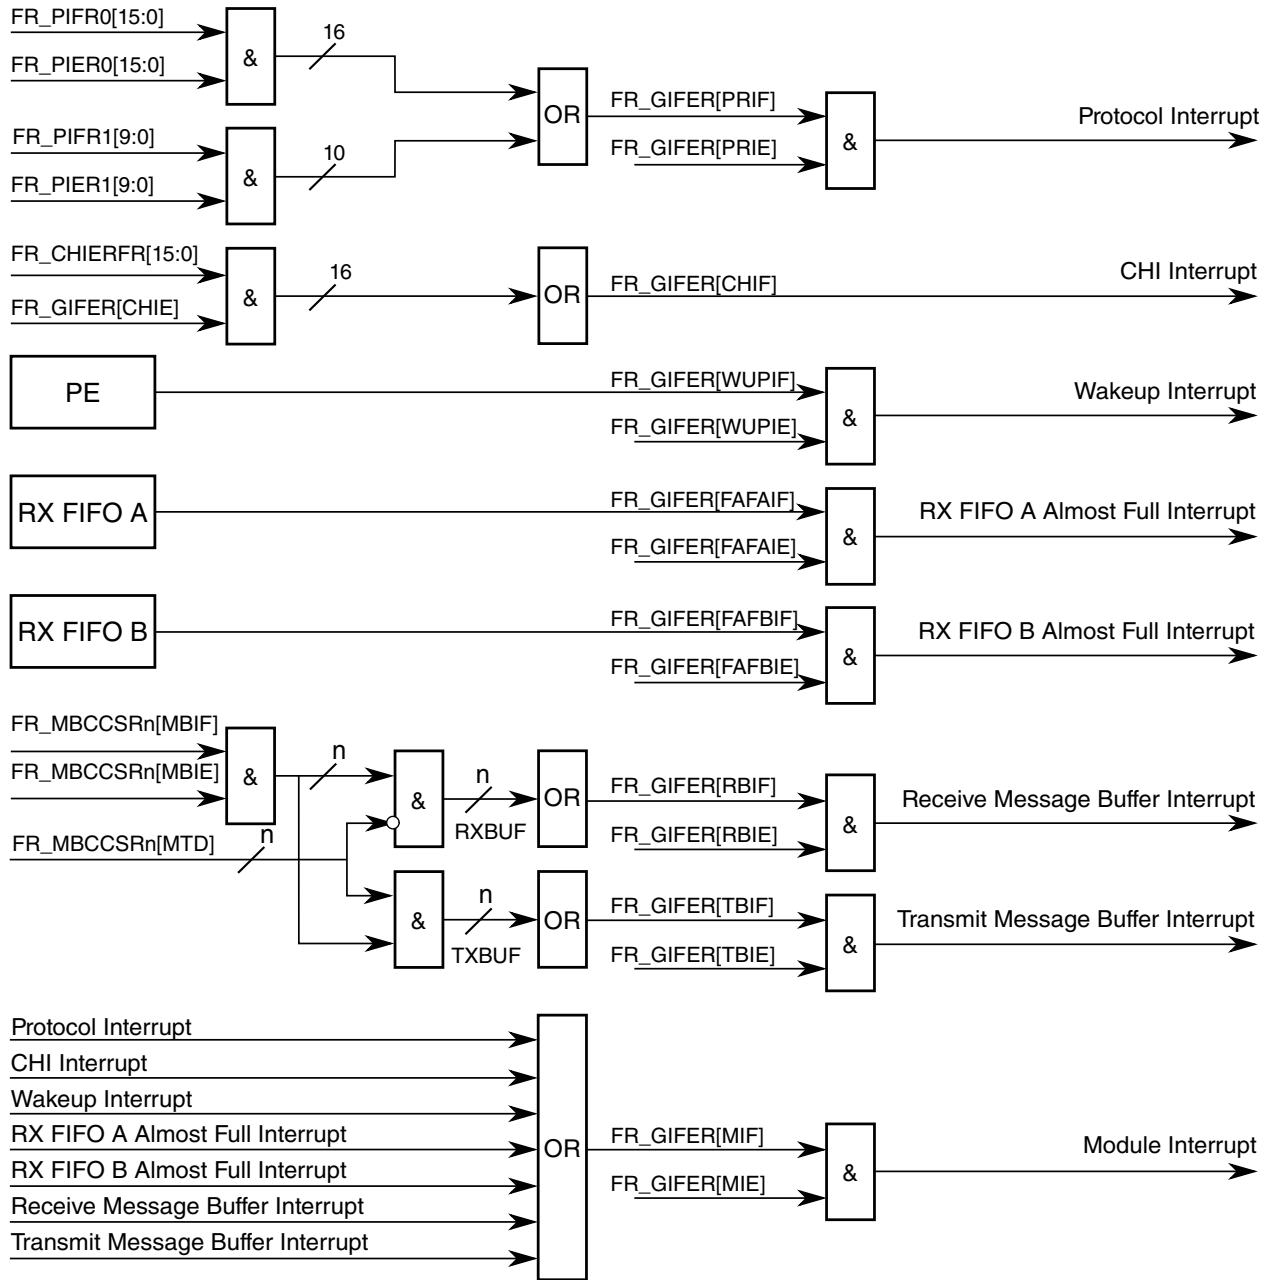 FR_PIFR0[15:0]
FR_PIER0[15:0]
&
16
FR_PIFR1[9:0]
FR_PIER1[9:0]
&
10
OR
FR_GIFER[PRIF]
FR_GIFER[PRIE]
&
Protocol Interrupt
FR_CHIERFR[15:0]
FR_GIFER[CHIE]
&
16
OR
FR_GIFER[CHIF]
CHI Interrupt
PE
FR_GIFER[WUPIF]
FR_GIFER[WUPIE]
&
Wakeup Interrupt
RX FIFO A
FR_GIFER[FAFAIF]
FR_GIFER[FAFAIE]
&
RX FIFO A Almost Full Interrupt
RX FIFO B
FR_GIFER[FAFBIF]
FR_GIFER[FAFBIE]
&
RX FIFO B Almost Full Interrupt
FR_MBCCSRn[MBIF]
FR_MBCCSRn[MBIE]
&
n
FR_MBCCSRn[MTD]
n
&
n
RXBUF
OR
FR_GIFER[RBIF]
FR_GIFER[RBIE]
&
Receive Message Buffer Interrupt
&
n
TXBUF
OR
FR_GIFER[TBIF]
FR_GIFER[TBIE]
&
Transmit Message Buffer Interrupt
Protocol Interrupt
CHI Interrupt
Wakeup Interrupt
RX FIFO A Almost Full Interrupt
RX FIFO B Almost Full Interrupt
Receive Message Buffer Interrupt
Transmit Message Buffer Interrupt
OR
FR_GIFER[MIF]
FR_GIFER[MIE]
&
Module Interrupt